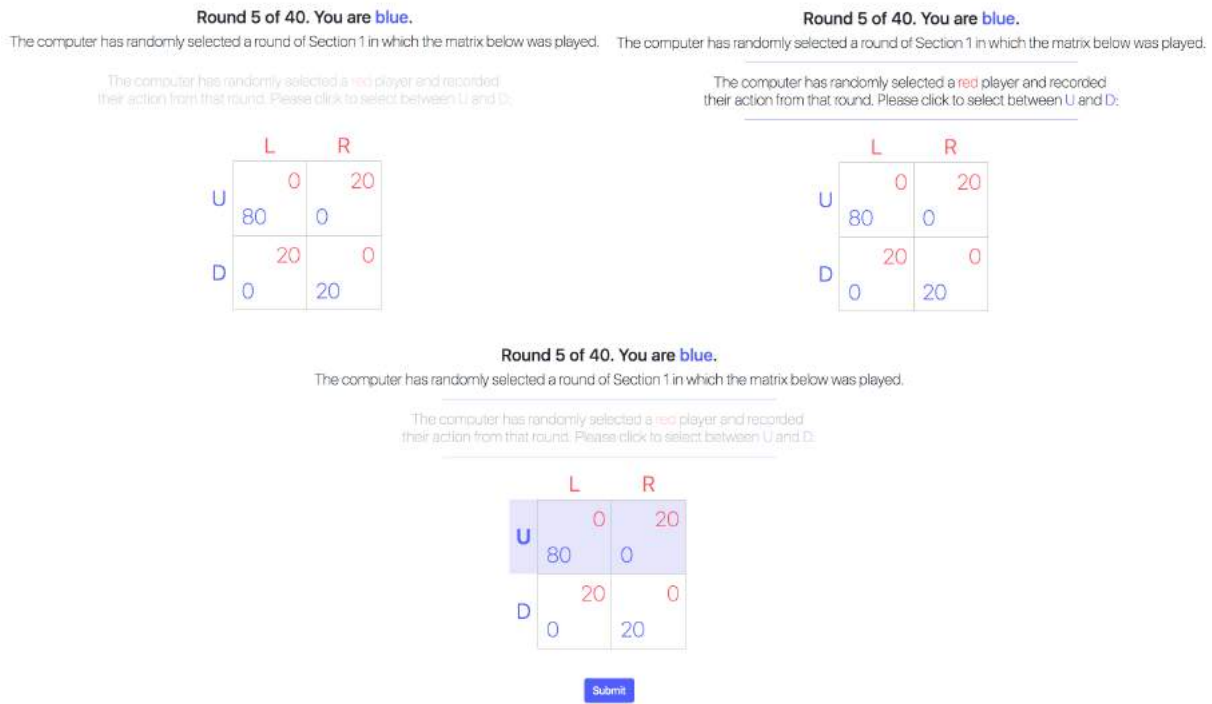 Round 5 of 40. You are blue.
The computer has randomly selected a round of Section 1 in which the matrix below was played.
The computer has randomly selected a red player and recorded
their action from that round. Please click to select between U and D:
L R
0 20
U
80 0
20 0
D
0 20
Round 5 of 40. You are blue.
The computer has randomly selected a round of Section 1 in which the matrix below was played.
The computer has randomly selected a red player and recorded
their action from that round. Please click to select between U and D:
L R
0 20
U
80 0
20 0
D
0 20
Round 5 of 40. You are blue.
The computer has randomly selected a round of Section 1 in which the matrix below was played.
The computer has randomly selected a red player and recorded
their action from that round. Please click to select between U and D:
L R
0 20
U
80 0
20 0
D
0 20
Submit